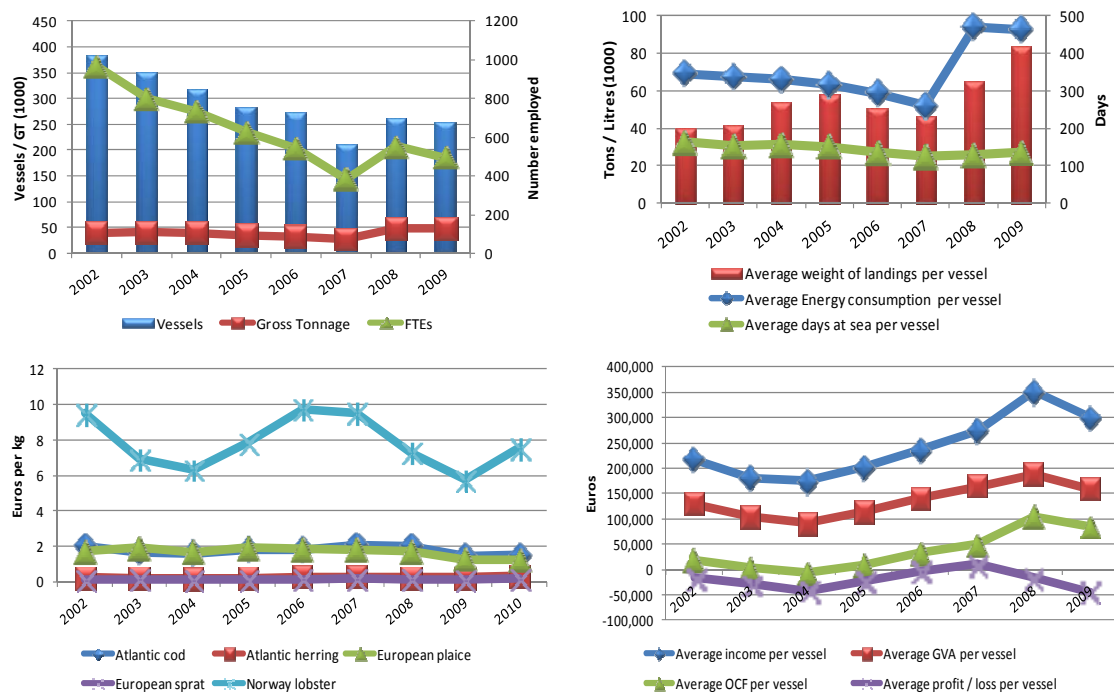 450
400
350
300
250
200
150
100
50
0
Vessels / GT (1000)
1200
1000
800
600
400
200
0
Number employed
2002 2003 2004 2005 2006 2007 2008 2009
Vessels Gross Tonnage FTEs
100
80
60
40
20
0
Tons / Litres (1000)
500
400
300
200
100
0
Days
2002 2003 2004 2005 2006 2007 2008 2009
Average weight of landings per vessel
Average Energy consumption per vessel
Average days at sea per vessel
12
10
8
6
4
2
0
Euros per kg
2002 2003 2004 2005 2006 2007 2008 2009 2010
Atlantic cod Atlantic herring European plaice
European sprat Norway lobster
400,000
350,000
300,000
250,000
200,000
150,000
100,000
50,000
0
-50,000
-100,000
Euros
2002 2003 2004 2005 2006 2007 2008 2009
Average income per vessel Average GVA per vessel
Average OCF per vessel Average profit / loss per vessel